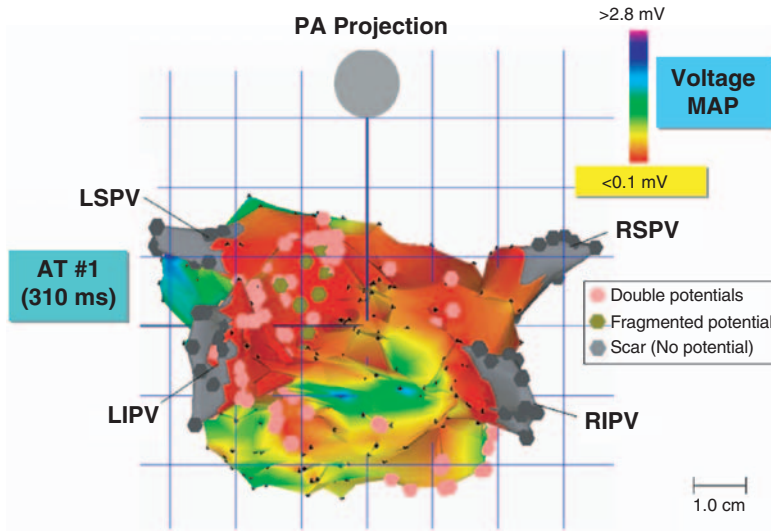 >2.8 mV
PA Projection
Voltage
MAP
<0.1 mV
LSPV
RSPV
AT #1
(310 ms)
Double potentials
Fragmented potential
Scar (No potential)
LIPV
RIPV
1.0 cm